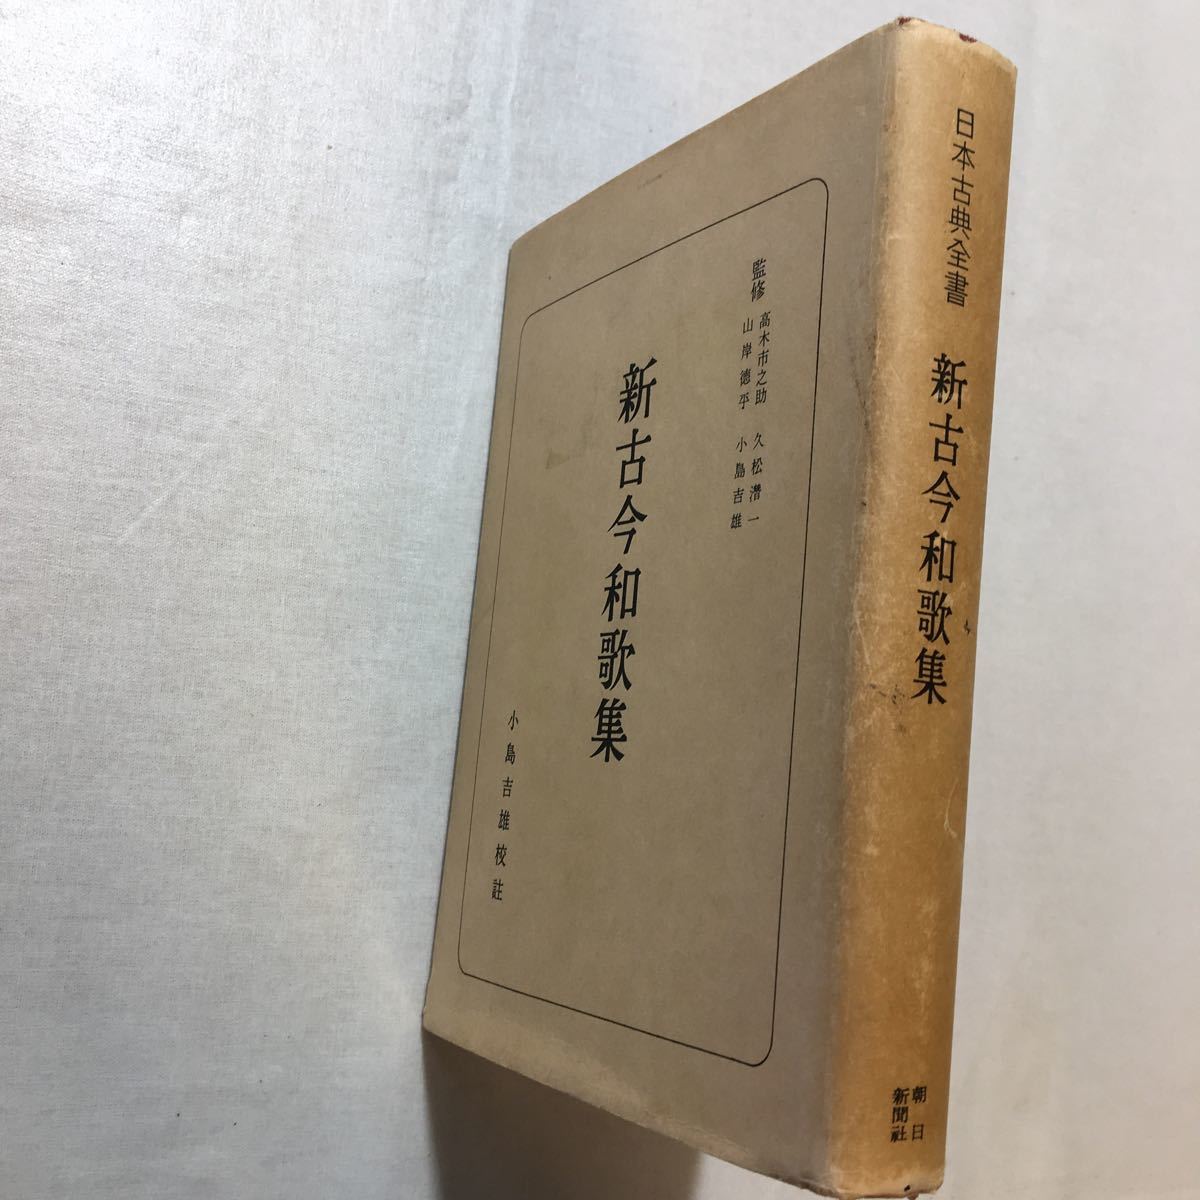 監修
高木市之助 久松潛一
山岸德平 小島吉雄
新古今和歌集
小島吉雄校註
日本古典全書
新古今和歌集
朝日
新聞社